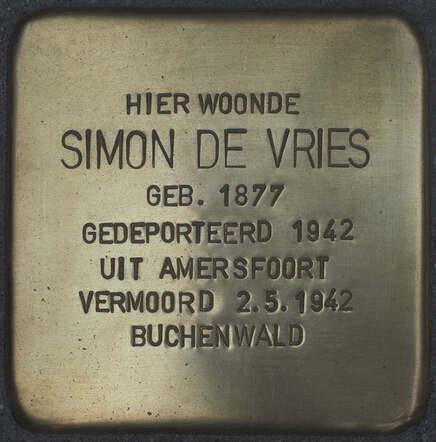 HIER WOONDE
SIMON DE VRIES
GEB. 1877
GEDEPORTEERD 1942
UIT AMERSFOORT
VERMOORD 2.5.1942
BUCHENWALD